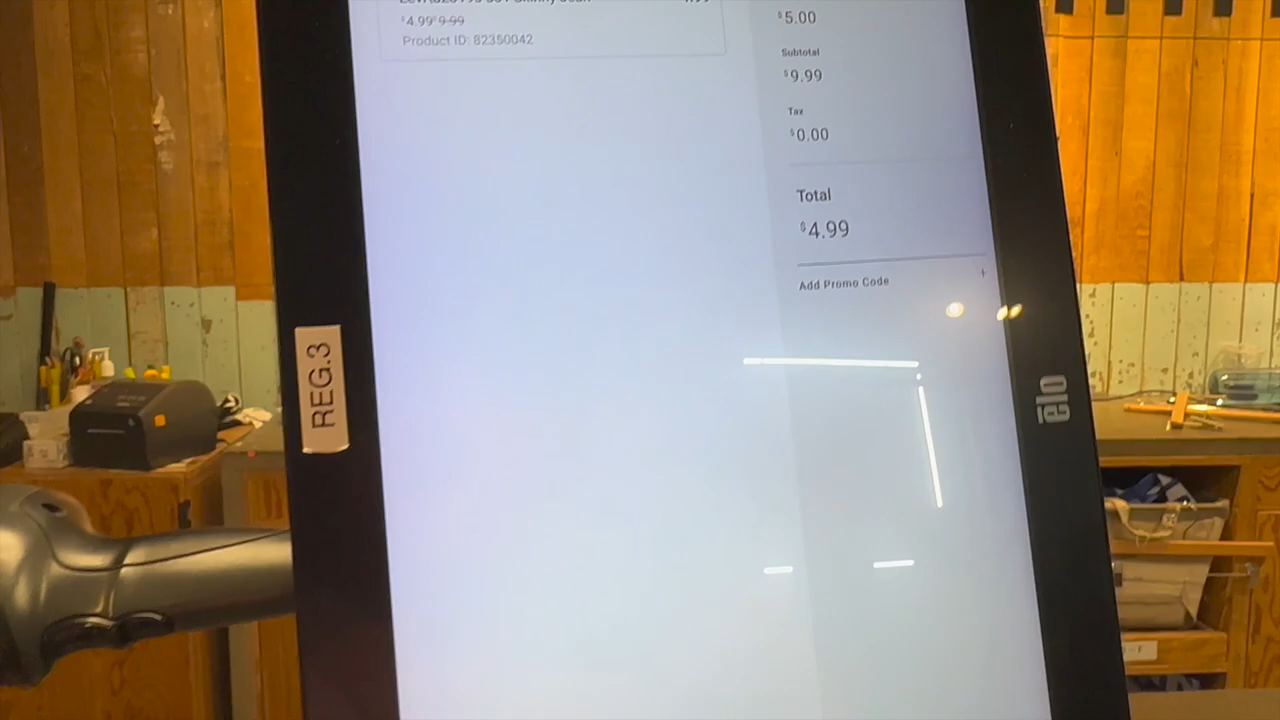 $4.99 9.99
Product ID: 82350042
$5.00
Subtotal
$9.99
Tax
$0.00
Total
$4.99
Add Promo Code +
REG.3
elo